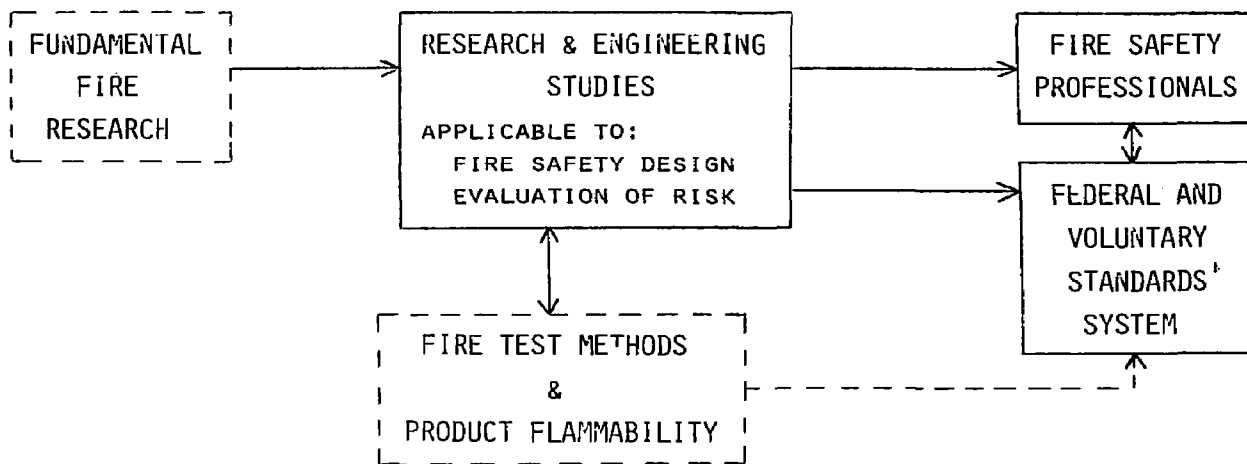 FUNDAMENTAL
FIRE
RESEARCH
RESEARCH & ENGINEERING
STUDIES
APPLICABLE TO:
FIRE SAFETY DESIGN
EVALUATION OF RISK
FIRE SAFETY
PROFESSIONALS
FEDERAL AND
VOLUNTARY
STANDARDS'
SYSTEM
FIRE TEST METHODS
&
PRODUCT FLAMMABILITY